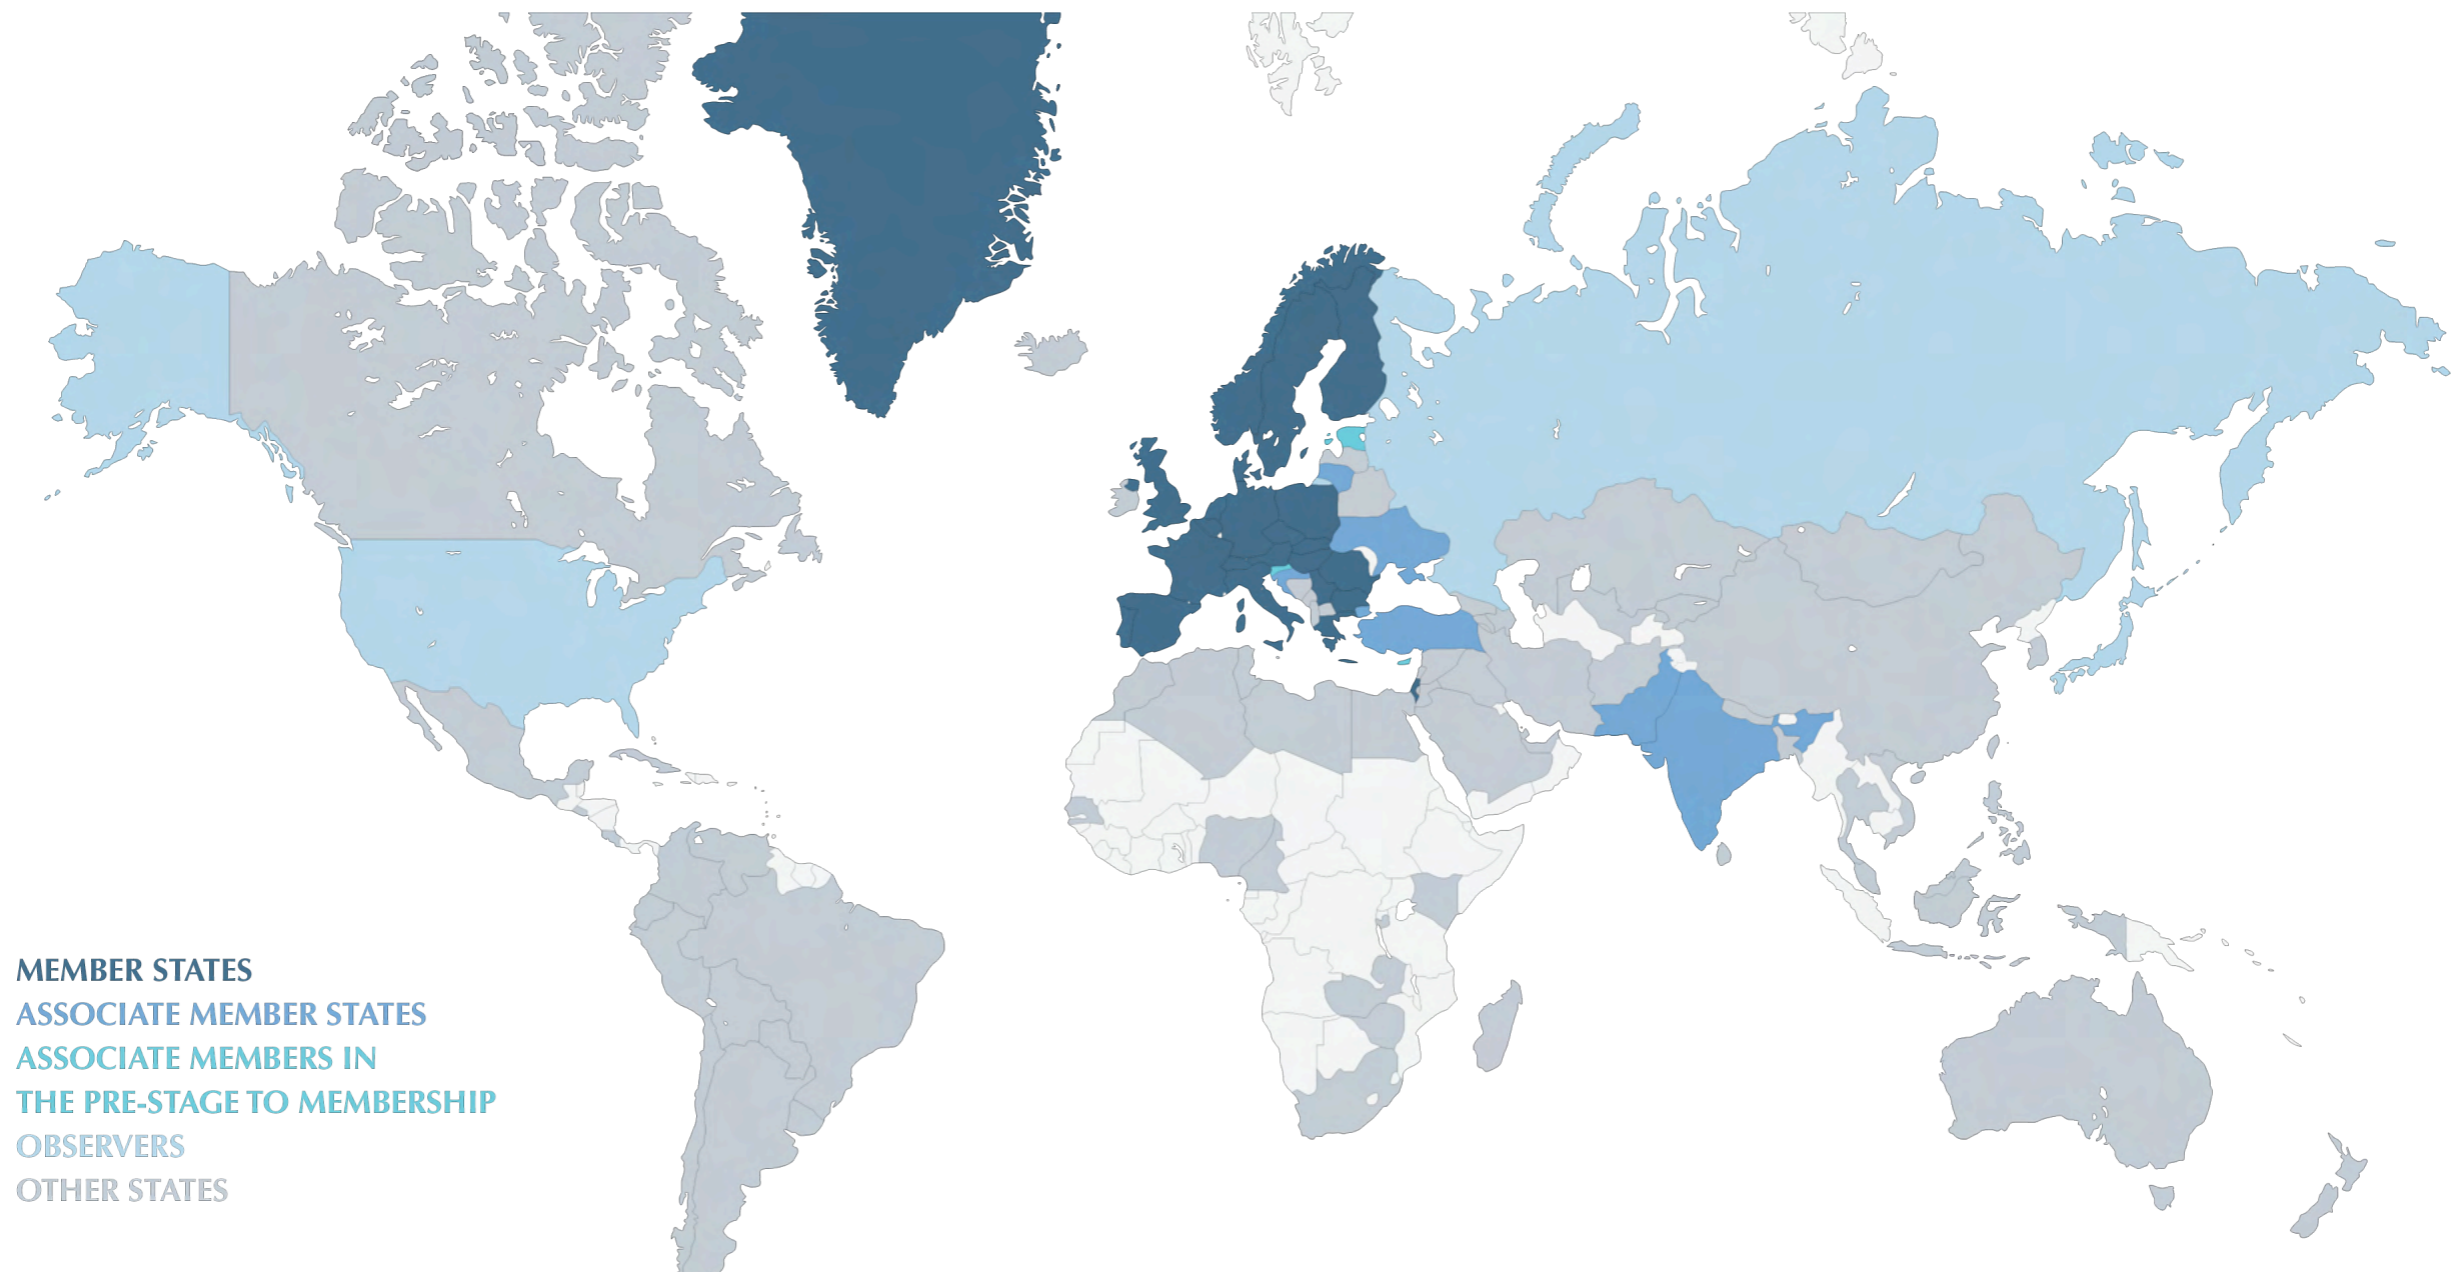 MEMBER STATES
ASSOCIATE MEMBER STATES
ASSOCIATE MEMBERS IN
THE PRE-STAGE TO MEMBERSHIP
OBSERVERS
OTHER STATES